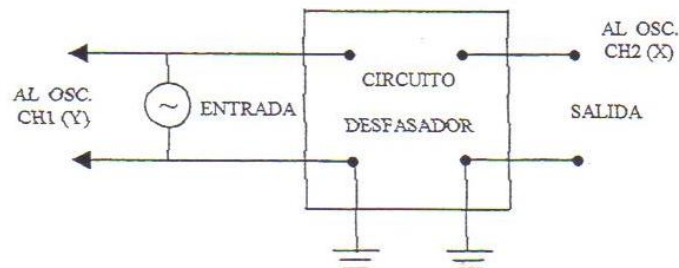 AL OSC.
CH2 (X)
CIRCUITO
AL OSC.
CH1 (Y)
ENTRADA
DESFASADOR
SALIDA